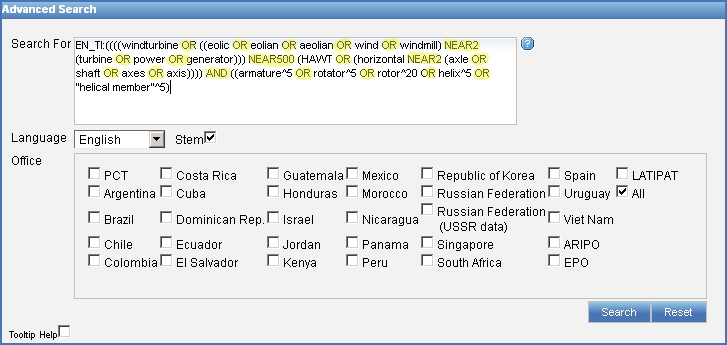 Advanced Search
Search For
EN_TI:((((windturbine OR ((eolic OR eolian OR aeolian OR wind OR windmill) NEAR2
(turbine OR power OR generator))) NEAR500 (HAWT OR (horizontal NEAR2 (axle OR
shaft OR axes OR axis)))) AND ((armature^5 OR rotator^5 OR rotor^20 OR helix^5 OR
"helical member"^5)
Language English Stem
Office
PCT Costa Rica Guatemala Mexico Republic of Korea Spain LATIPAT
Argentina Cuba Honduras Morocco Russian Federation Uruguay All
Brazil Dominican Rep. Israel Nicaragua Russian Federation (USSR data) Viet Nam
Chile Ecuador Jordan Panama Singapore ARIPO
Colombia El Salvador Kenya Peru South Africa EPO
Search Reset
Tooltip Help